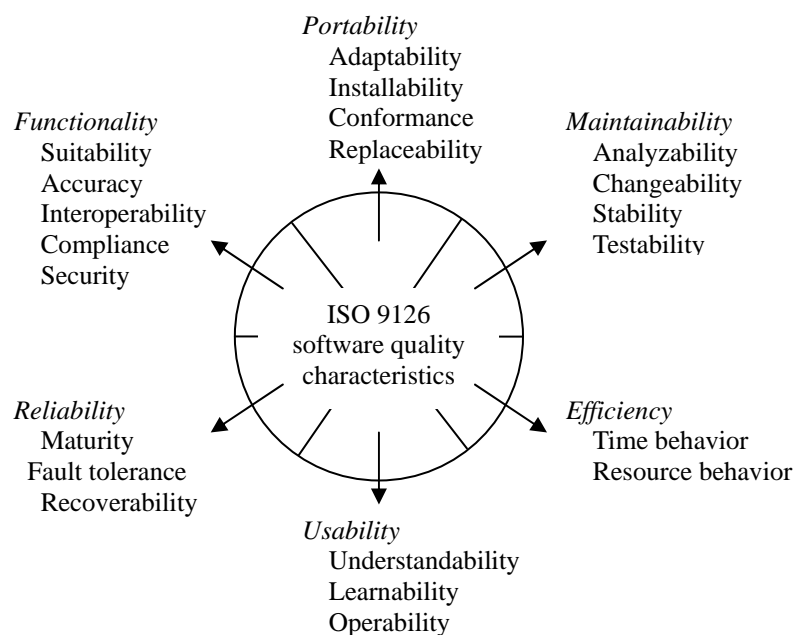 Portability
Adaptability
Installability
Conformance
Replaceability
Functionality
Suitability
Accuracy
Interoperability
Compliance
Security
Maintainability
Analyzability
Changeability
Stability
Testability
ISO 9126
software quality
characteristics
Reliability
Maturity
Fault tolerance
Recoverability
Efficiency
Time behavior
Resource behavior
Usability
Understandability
Learnability
Operability